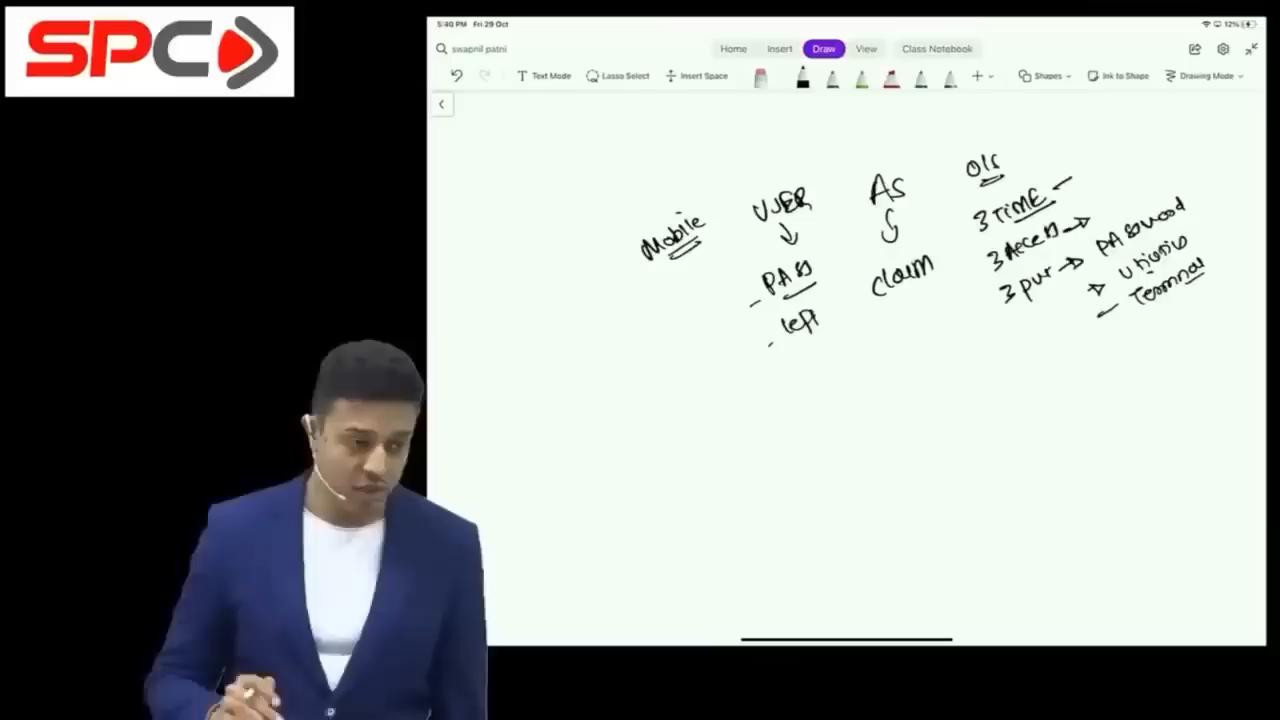 SPC
5:40 PM Fri 29 Oct
12%
swapnil patni
Home Insert Draw View Class Notebook
Text Mode Lasso Select Insert Space Shapes Ink to Shape Drawing Mode
Mobile
USER
PASS
left
AS
claim
O/S
3 TIME
3 Access
3 pwr
PASSword
Terminal